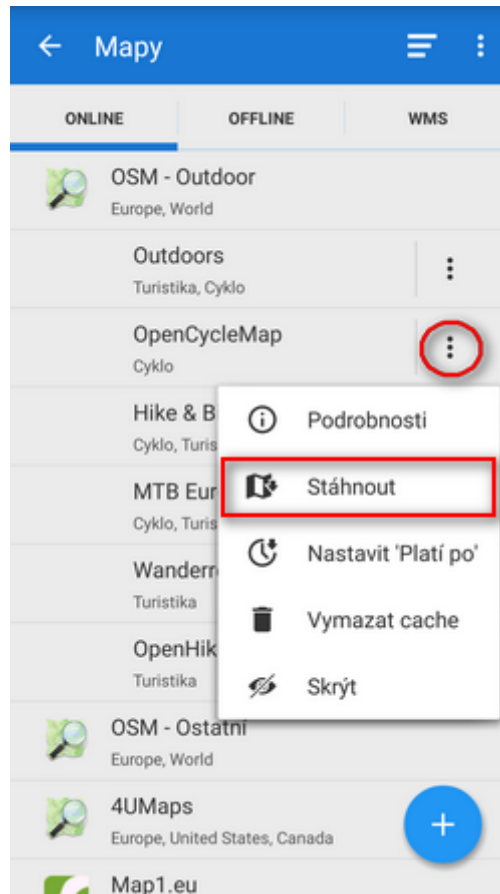 Mapy
ONLINE OFFLINE WMS
OSM - Outdoor
Europe, World
Outdoors
Turistika, Cyklo
OpenCycleMap
Cyklo
Hike & B
Cyklo, Turis
MTB Eur
Cyklo, Turis
Wanderr
Turistika
OpenHik
Turistika
Podrobnosti
Stáhnout
Nastavit 'Platí po'
Vymazat cache
Skrýt
OSM - Ostatní
Europe, World
4UMaps
Europe, United States, Canada
Map1.eu